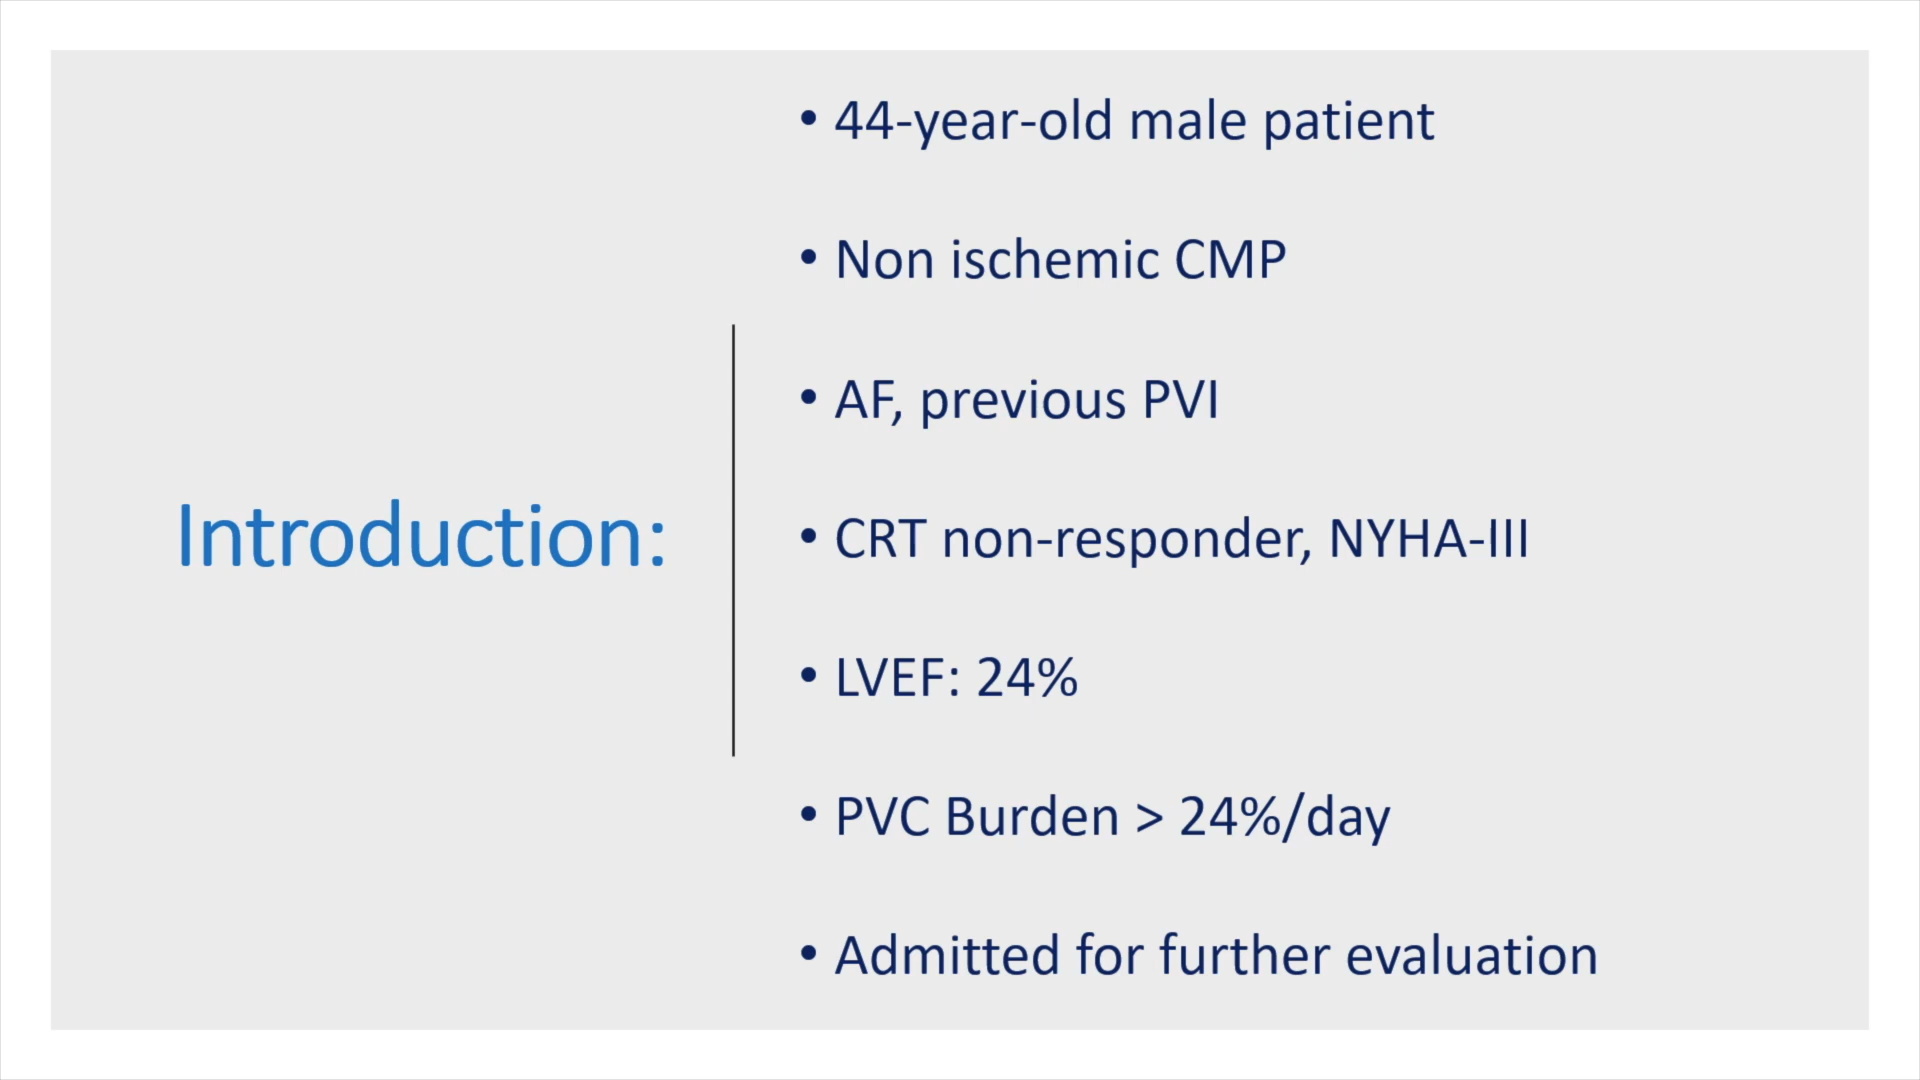 Introduction:
• 44-year-old male patient
• Non ischemic CMP
• AF, previous PVI
• CRT non-responder, NYHA-III
• LVEF: 24%
• PVC Burden > 24%/day
• Admitted for further evaluation